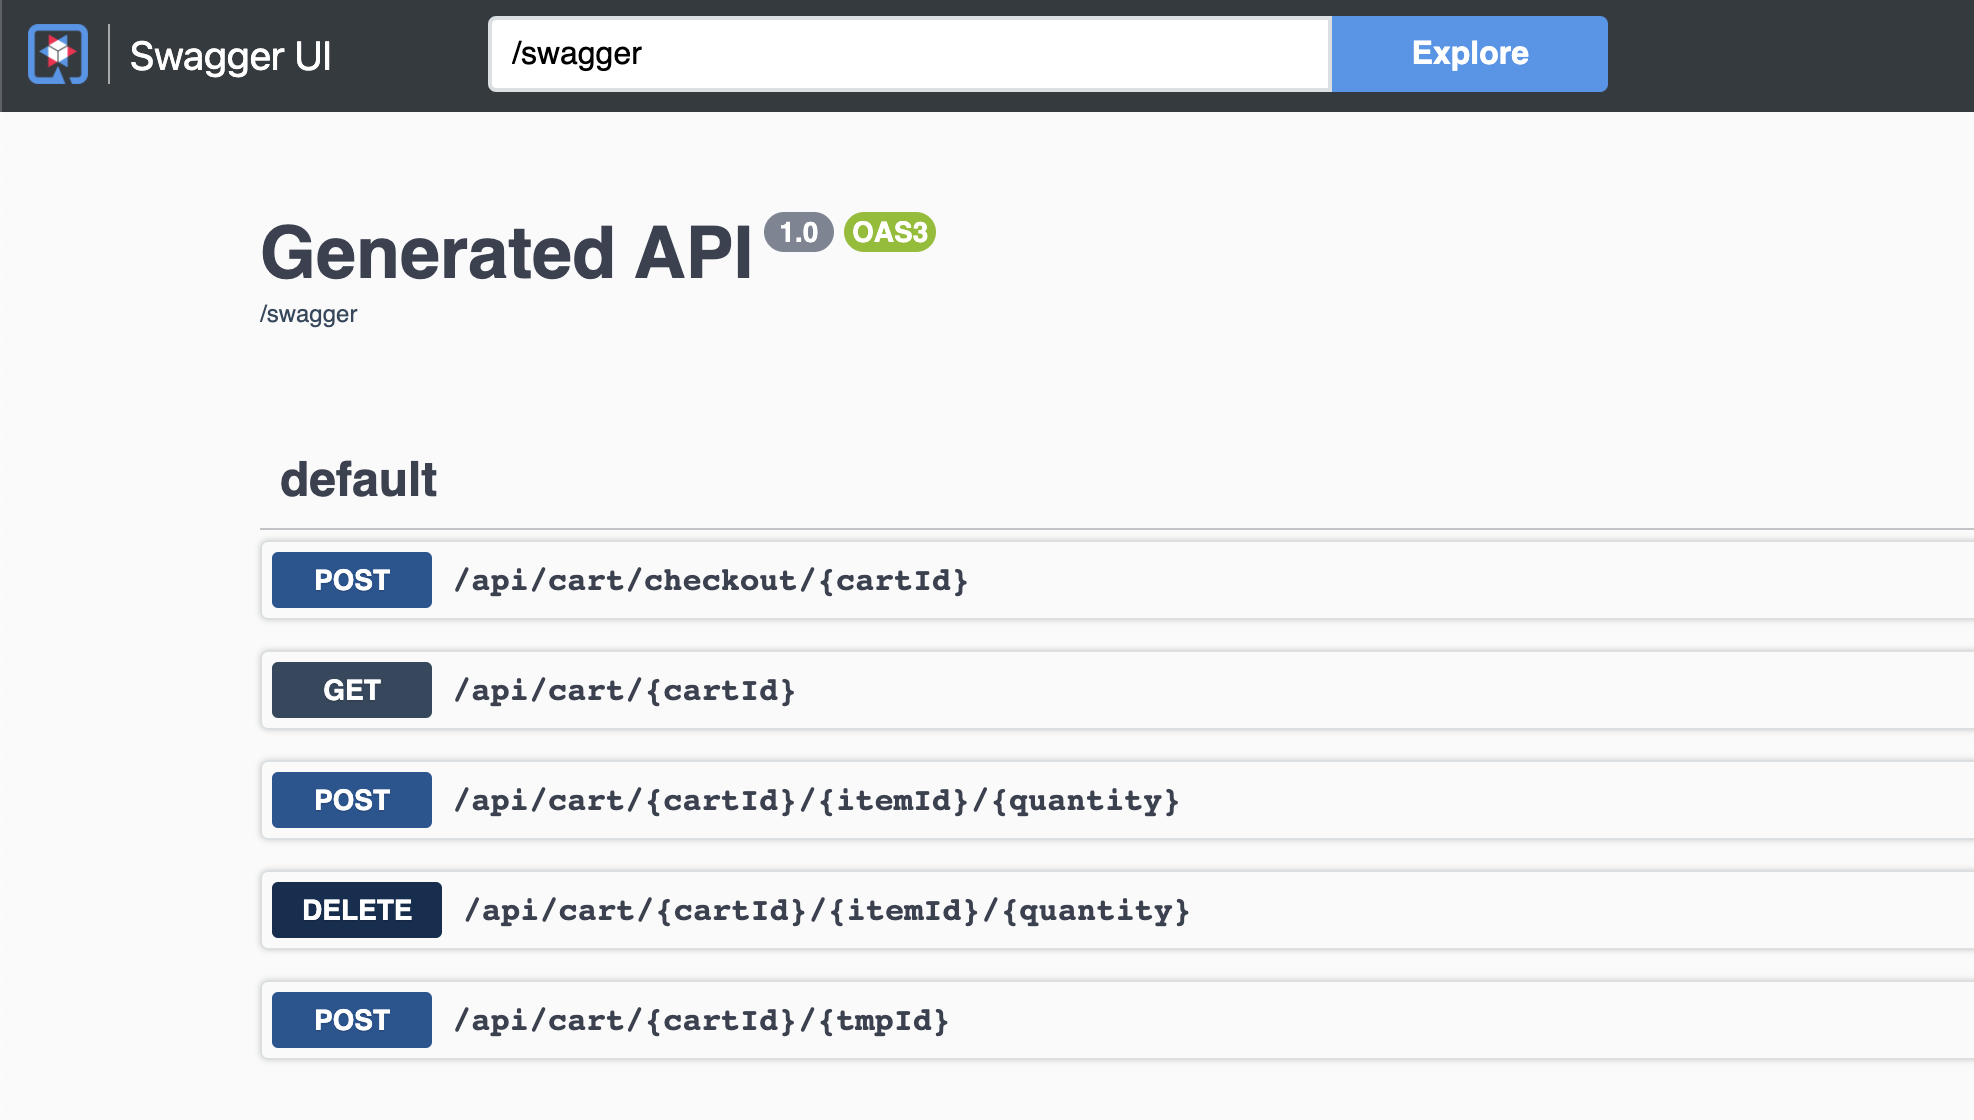 Swagger UI
/swagger
Explore
Generated API 1.0 OAS3
/swagger
default
POST /api/cart/checkout/{cartId}
GET /api/cart/{cartId}
POST /api/cart/{cartId}/{itemId}/{quantity}
DELETE /api/cart/{cartId}/{itemId}/{quantity}
POST /api/cart/{cartId}/{tmpId}